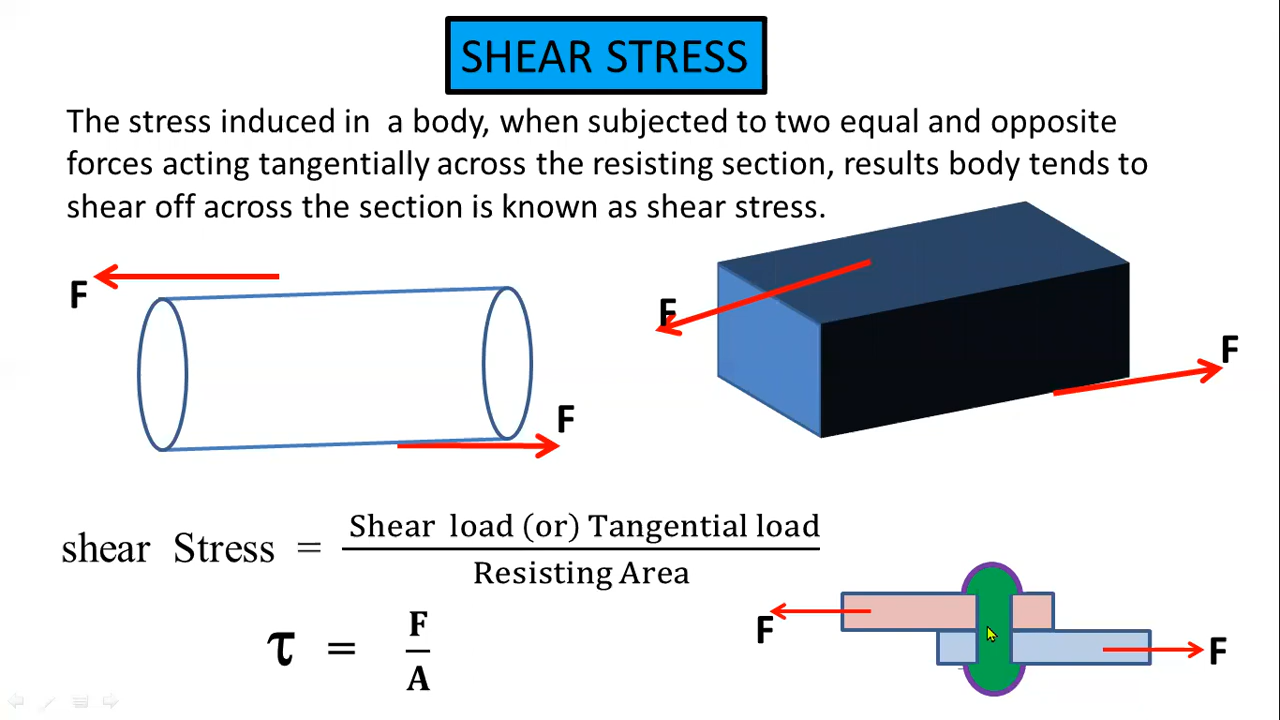 SHEAR STRESS
The stress induced in a body, when subjected to two equal and opposite
forces acting tangentially across the resisting section, results body tends to
shear off across the section is known as shear stress.
F
F
F
F
shear Stress = Shear load (or) Tangential load
Resisting Area
τ = F
A
F
F